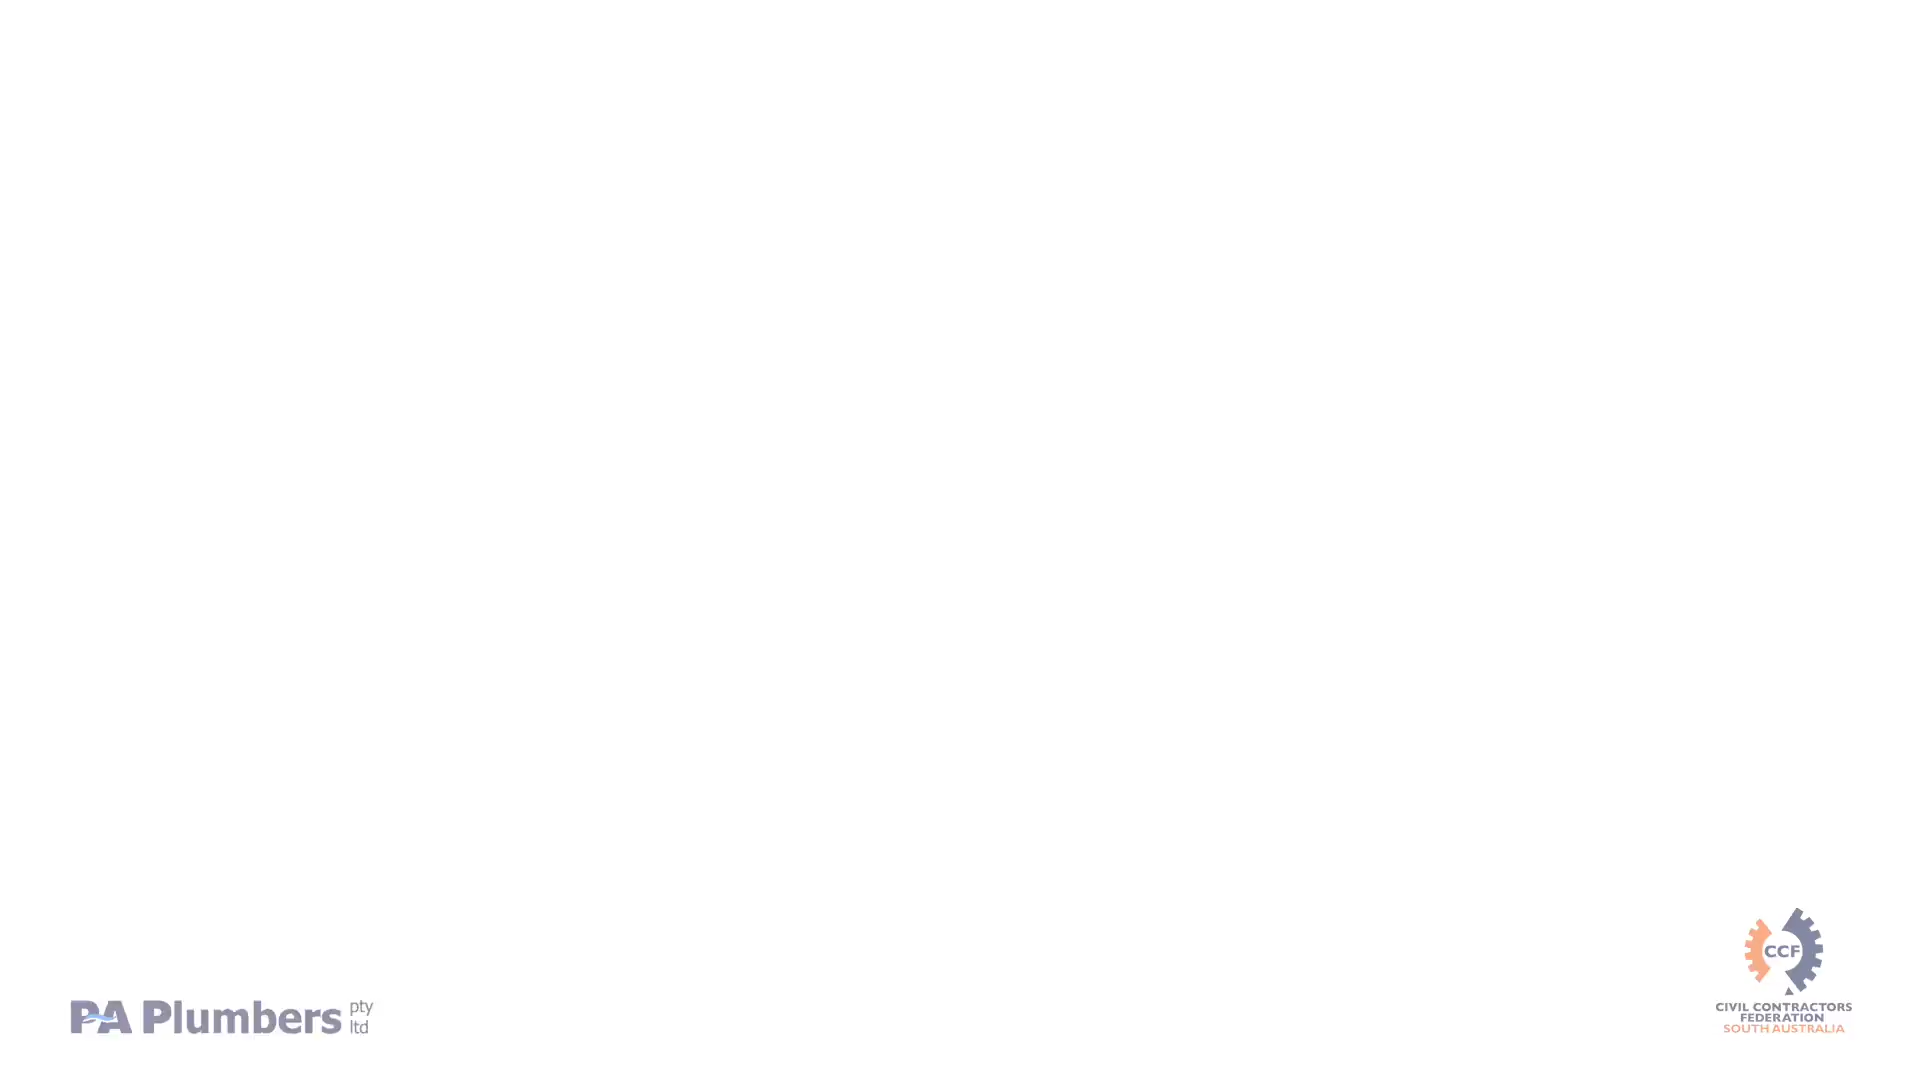 PA Plumbers pty ltd
CCF
CIVIL CONTRACTORS
FEDERATION
SOUTH AUSTRALIA